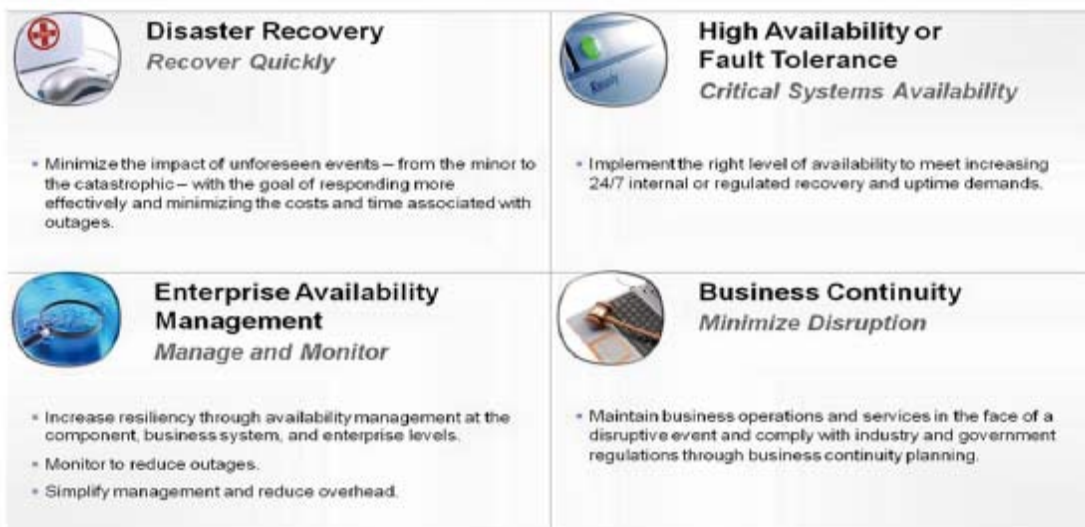 Disaster Recovery
Recover Quickly
▪ Minimize the impact of unforeseen events – from the minor to
the catastrophic – with the goal of responding more
effectively and minimizing the costs and time associated with
outages.
High Availability or
Fault Tolerance
Critical Systems Availability
Ready
▪ Implement the right level of availability to meet increasing
24/7 internal or regulated recovery and uptime demands.
Enterprise Availability
Management
Manage and Monitor
▪ Increase resiliency through availability management at the
component, business system, and enterprise levels.
▪ Monitor to reduce outages.
▪ Simplify management and reduce overhead.
Business Continuity
Minimize Disruption
▪ Maintain business operations and services in the face of a
disruptive event and comply with industry and government
regulations through business continuity planning.